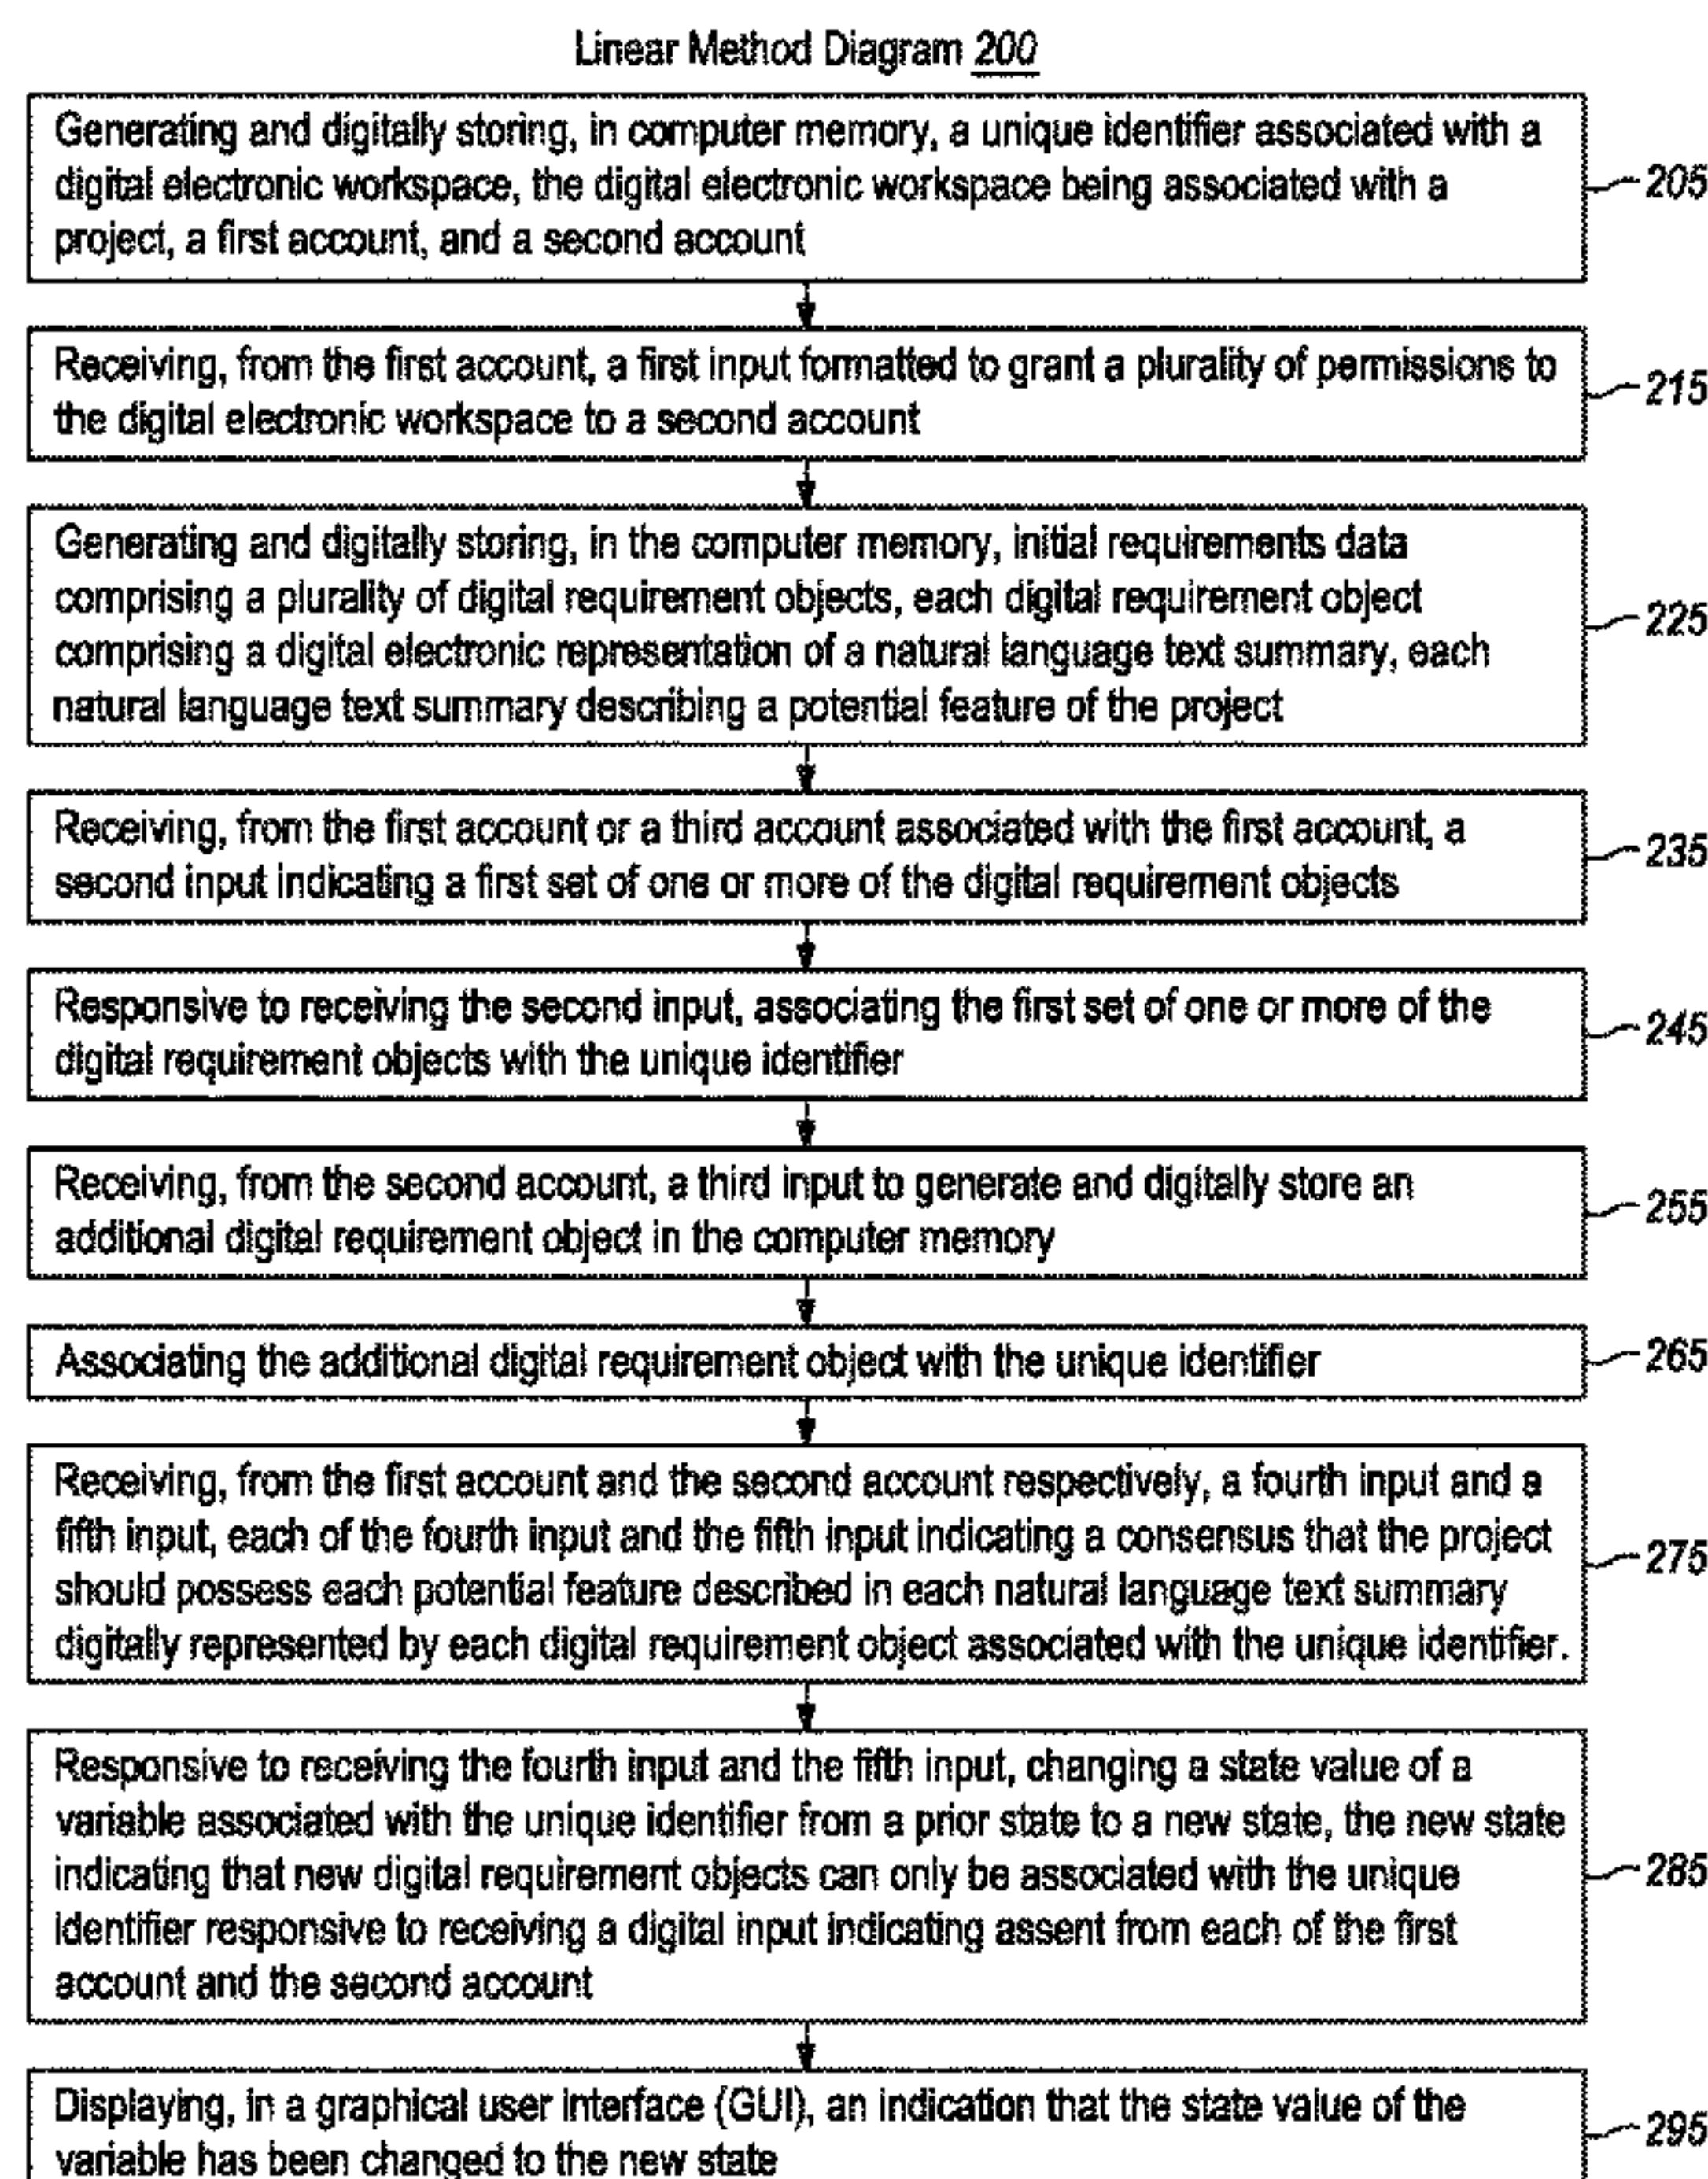 Linear Method Diagram 200
Generating and digitally storing, in computer memory, a unique identifier associated with a
digital electronic workspace, the digital electronic workspace being associated with a
project, a first account, and a second account
205
Receiving, from the first account, a first input formatted to grant a plurality of permissions to
the digital electronic workspace to a second account
215
Generating and digitally storing, in the computer memory, initial requirements data
comprising a plurality of digital requirement objects, each digital requirement object
comprising a digital electronic representation of a natural language text summary, each
natural language text summary describing a potential feature of the project
225
Receiving, from the first account or a third account associated with the first account, a
second input indicating a first set of one or more of the digital requirement objects
235
Responsive to receiving the second input, associating the first set of one or more of the
digital requirement objects with the unique identifier
245
Receiving, from the second account, a third input to generate and digitally store an
additional digital requirement object in the computer memory
255
Associating the additional digital requirement object with the unique identifier
265
Receiving, from the first account and the second account respectively, a fourth input and a
fifth input, each of the fourth input and the fifth input indicating a consensus that the project
should possess each potential feature described in each natural language text summary
digitally represented by each digital requirement object associated with the unique identifier.
275
Responsive to receiving the fourth input and the fifth input, changing a state value of a
variable associated with the unique identifier from a prior state to a new state, the new state
indicating that new digital requirement objects can only be associated with the unique
identifier responsive to receiving a digital input indicating assent from each of the first
account and the second account
285
Displaying, in a graphical user interface (GUI), an indication that the state value of the
variable has been changed to the new state
295